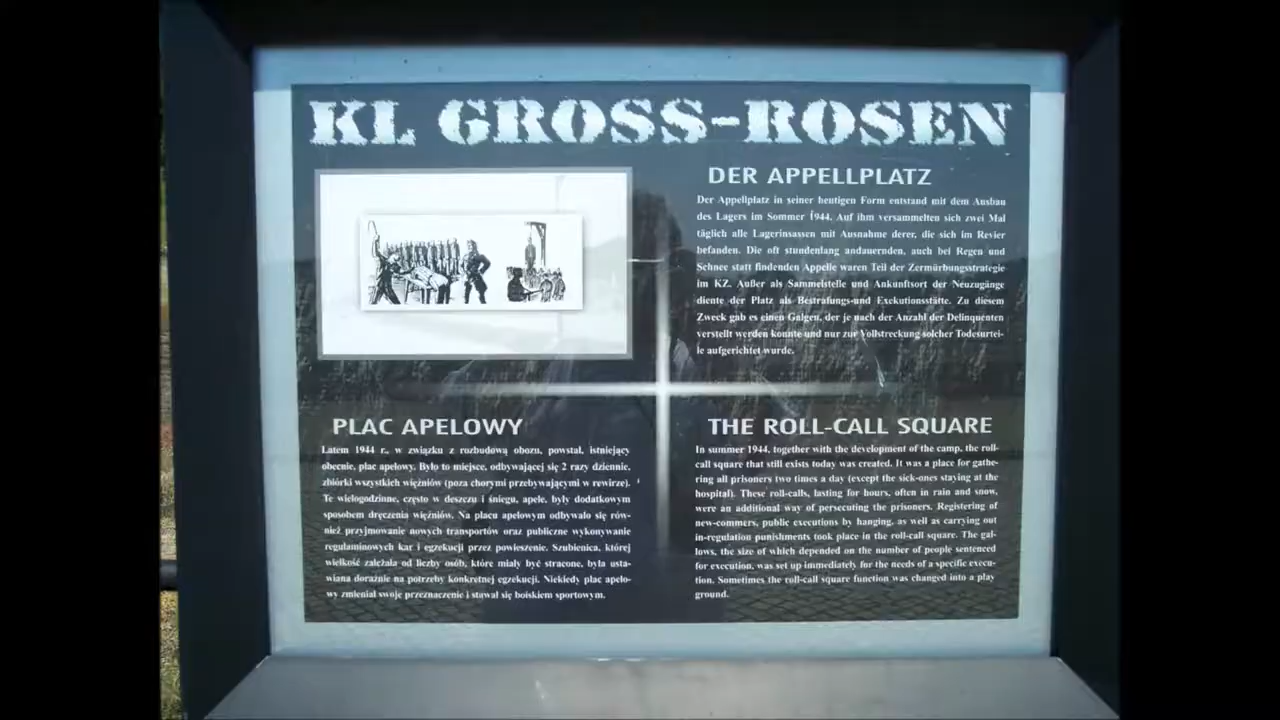 KL GROSS-ROSEN
DER APPELLPLATZ
Der Appellplatz in seiner heutigen Form entstand mit dem Ausbau
des Lagers im Sommer 1944. Auf ihm versammelten sich zwei Mal
täglich alle Lagerinsassen mit Ausnahme derer, die sich im Revier
befanden. Die oft stundenlang andauernden, auch bei Regen und
Schnee statt findenden Appelle waren Teil der Zermürbungsstrategie
im KZ. Außer als Sammelstelle und Ankunftsort der Neuzugänge
diente der Platz als Bestrafungs-und Exekutionsstätte. Zu diesem
Zweck gab es einen Galgen, der je nach der Anzahl der Delinquenten
verstellt werden konnte und nur zur Vollstreckung solcher Todesurtei-
le aufgerichtet wurde.
PLAC APELOWY
Latem 1944 r., w związku z rozbudową obozu, powstał, istniejący
obecnie, plac apelowy. Było to miejsce, odbywającej się 2 razy dziennie,
zbiórki wszystkich więźniów (poza chorymi przebywającymi w rewirze).
Te wielogodzinne, często w deszczu i śniegu, apele, były dodatkowym
sposobem dręczenia więźniów. Na placu apelowym odbywało się rów-
nież przyjmowanie nowych transportów oraz publiczne wykonywanie
regulaminowych kar i egzekucji przez powieszenie. Szubienica, której
wielkość zależała od liczby osób, które miały być stracone, była usta-
wiana doraźnie na potrzeby konkretnej egzekucji. Niekiedy plac apelo-
wy zmieniał swoje przeznaczenie i stawał się boiskiem sportowym.
THE ROLL-CALL SQUARE
In summer 1944, together with the development of the camp, the roll-
call square that still exists today was created. It was a place for gathe-
ring all prisoners two times a day (except the sick-ones staying at the
hospital). These roll-calls, lasting for hours, often in rain and snow,
were an additional way of persecuting the prisoners. Registering of
new-commers, public executions by hanging, as well as carrying out
in-regulation punishments took place in the roll-call square. The gal-
lows, the size of which depended on the number of people sentenced
for execution, was set up immediately for the needs of a specific execu-
tion. Sometimes the roll-call square function was changed into a play
ground.